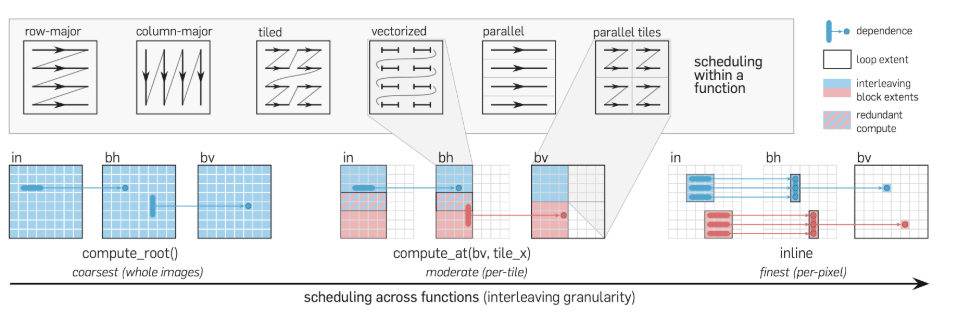 row-major
column-major
tiled
vectorized
parallel
parallel tiles
scheduling
within a
function
dependence
loop extent
interleaving
block extents
redundant
compute
in
bh
bv
in
bh
bv
in
bh
bv
compute_root()
coarsest (whole images)
compute_at(bv, tile_x)
moderate (per-tile)
inline
finest (per-pixel)
scheduling across functions (interleaving granularity)